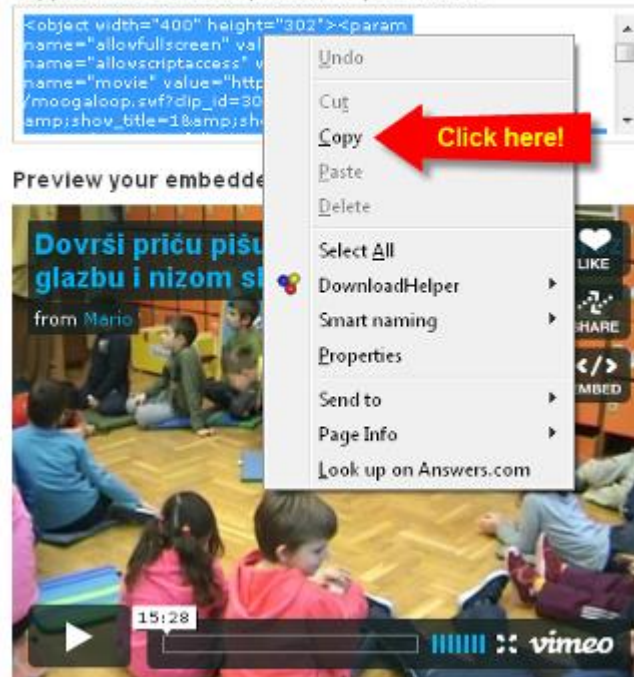 <object width="400" height="302"><param
name="allowfullscreen" val
name="allowscriptaccess"
name="movie" value="http
/moogaloop.swf?clip_id=30
amp;show_title=1&amp;sh
Undo
Cut
Copy
Click here!
Paste
Delete
Select All
DownloadHelper
Smart naming
Properties
Send to
Page Info
Look up on Answers.com
Preview your embedde
Dovrši priču pišu
glazbu i nizom
from Mario
LIKE
SHARE
</>
EMBED
15:28
vimeo